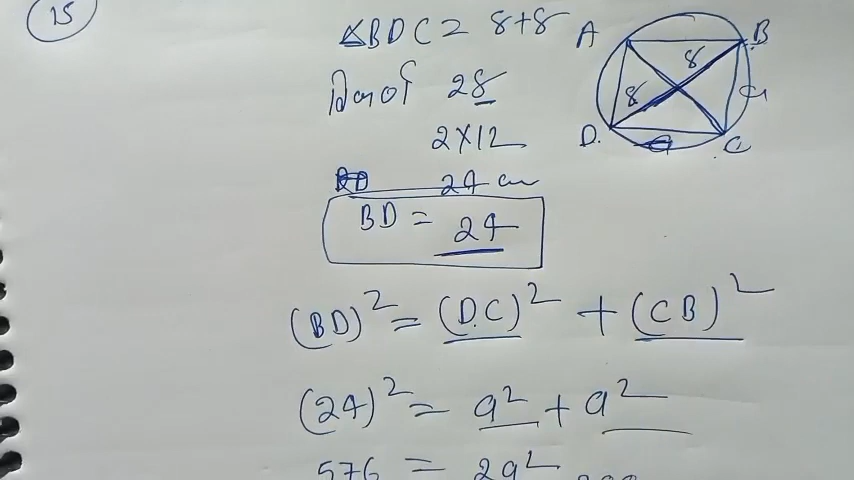 15
∠BDC = 8+8
A B
8
8
a
D. a C
28
2×12
24 cm
BD = 24
(BD)² = (DC)² + (CB)²
(24)² = a² + a²
576 = 2a²